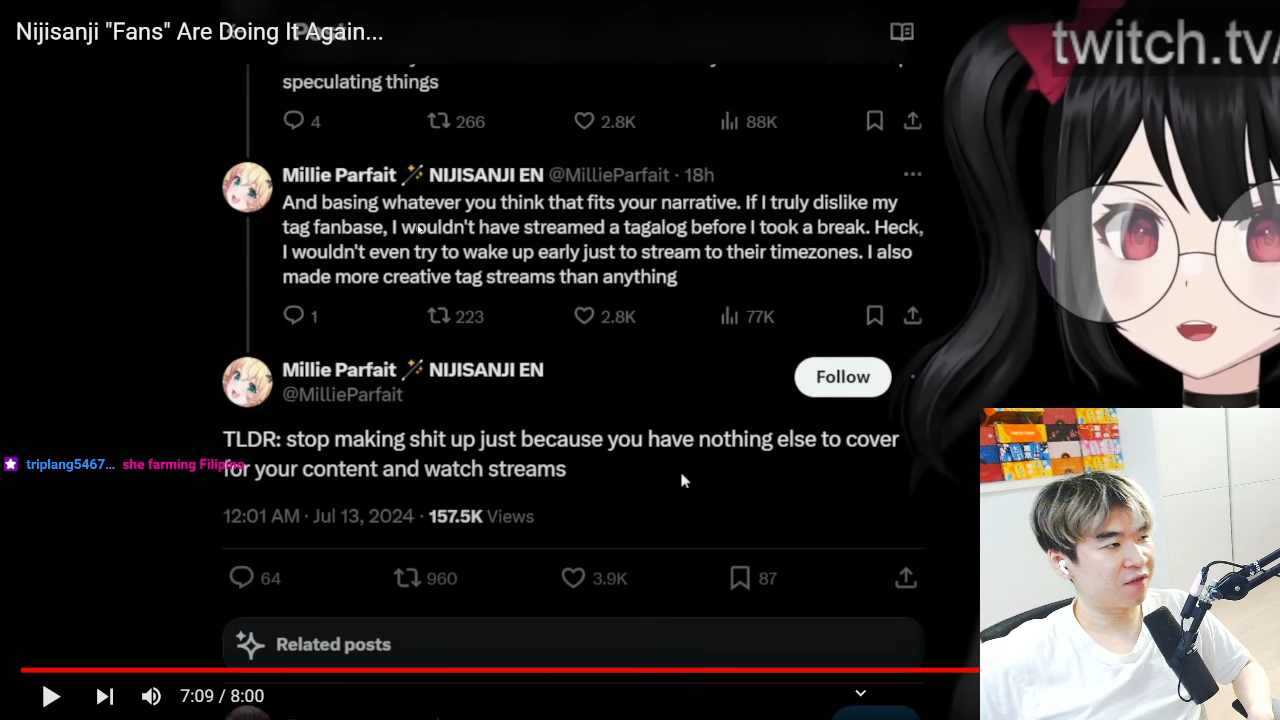 Nijisanji "Fans" Are Doing It Again...
twitch.tv/
speculating things
4 266 2.8K 88K
Millie Parfait NIJISANJI EN @MillieParfait · 18h
And basing whatever you think that fits your narrative. If I truly dislike my
tag fanbase, I wouldn't have streamed a tagalog before I took a break. Heck,
I wouldn't even try to wake up early just to stream to their timezones. I also
made more creative tag streams than anything
1 223 2.8K 77K
Millie Parfait NIJISANJI EN
@MillieParfait
Follow
TLDR: stop making shit up just because you have nothing else to cover
for your content and watch streams
triplang5467... she farming Filipino
12:01 AM · Jul 13, 2024 · 157.5K Views
64 960 3.9K 87
Related posts
7:09 / 8:00